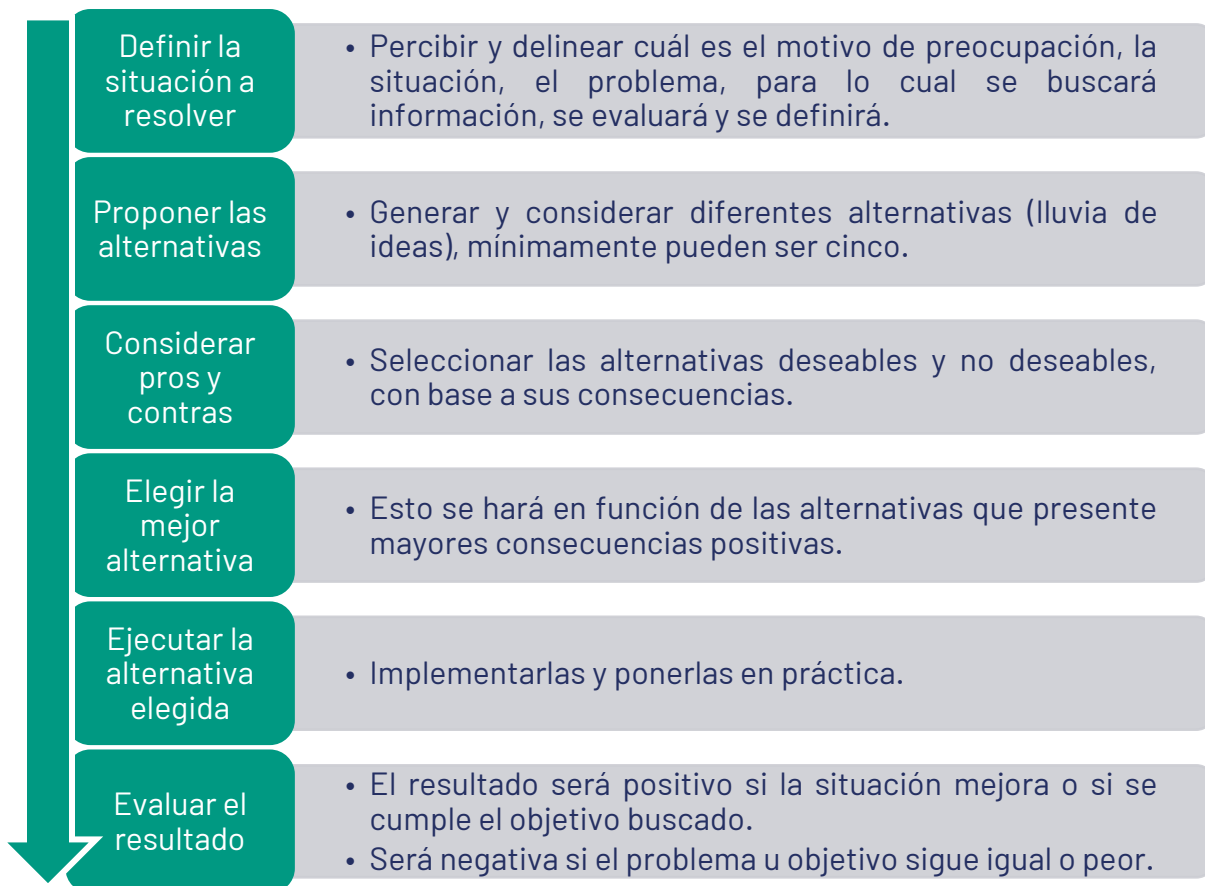 Definir la
situación a
resolver
• Percibir y delinear cuál es el motivo de preocupación, la
situación, el problema, para lo cual se buscará
información, se evaluará y se definirá.
Proponer las
alternativas
• Generar y considerar diferentes alternativas (lluvia de
ideas), mínimamente pueden ser cinco.
Considerar
pros y
contras
• Seleccionar las alternativas deseables y no deseables,
con base a sus consecuencias.
Elegir la
mejor
alternativa
• Esto se hará en función de las alternativas que presente
mayores consecuencias positivas.
Ejecutar la
alternativa
elegida
• Implementarlas y ponerlas en práctica.
Evaluar el
resultado
• El resultado será positivo si la situación mejora o si se
cumple el objetivo buscado.
• Será negativa si el problema u objetivo sigue igual o peor.